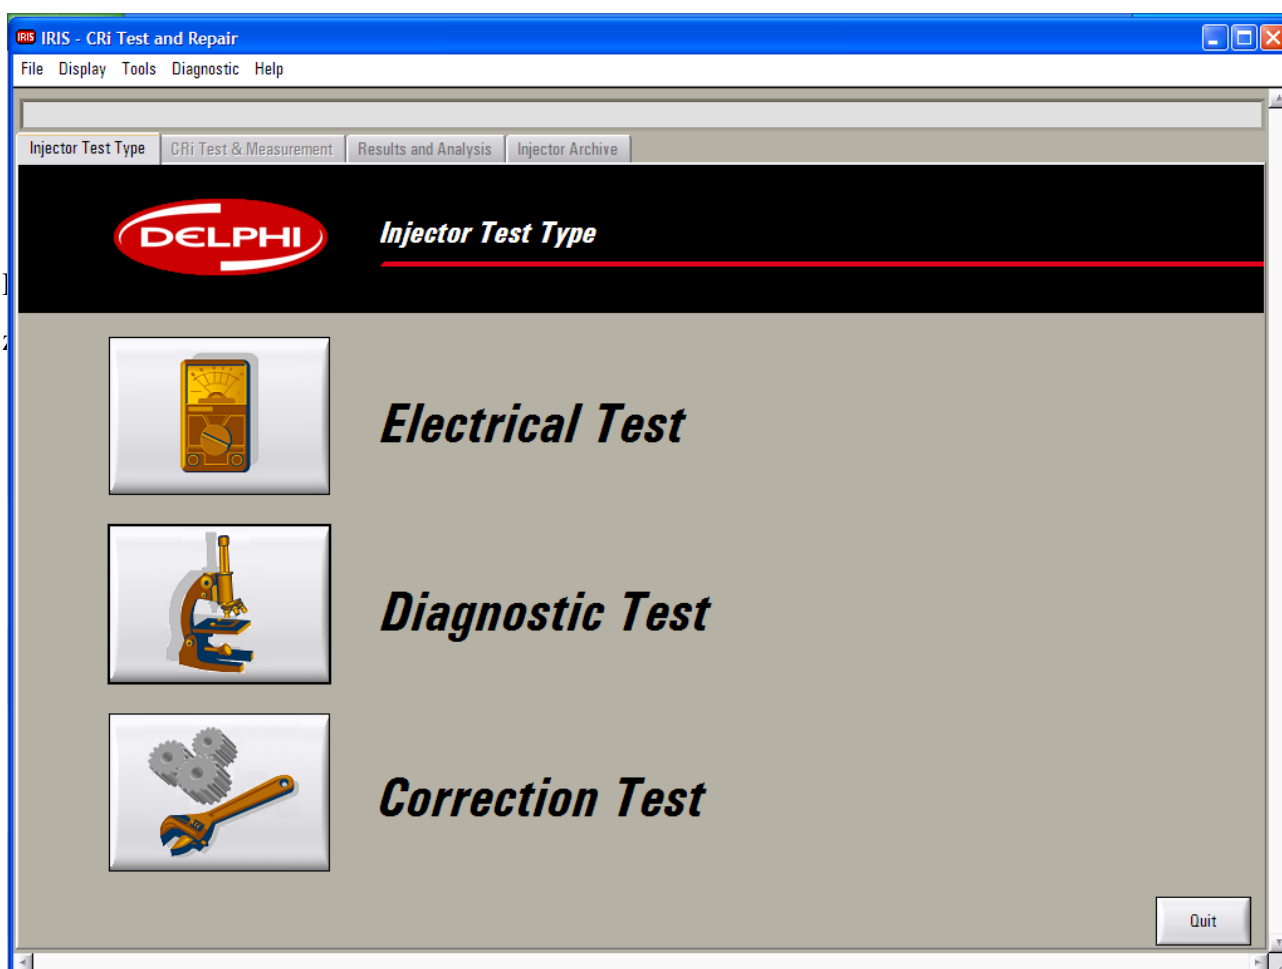 IRIS IRIS - CRi Test and Repair
File Display Tools Diagnostic Help
Injector Test Type CRi Test & Measurement Results and Analysis Injector Archive
DELPHI Injector Test Type
Electrical Test
Diagnostic Test
Correction Test
Quit